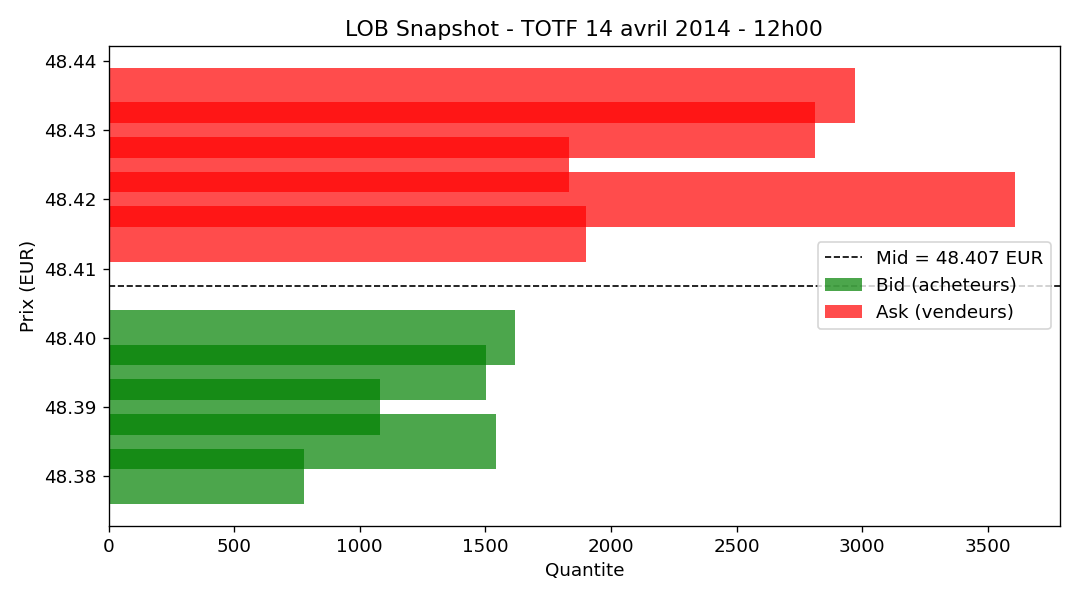 LOB Snapshot - TOTF 14 avril 2014 - 12h00
Prix (EUR)
48.44
48.43
48.42
48.41
48.40
48.39
48.38
Mid = 48.407 EUR
Bid (acheteurs)
Ask (vendeurs)
0 500 1000 1500 2000 2500 3000 3500
Quantite